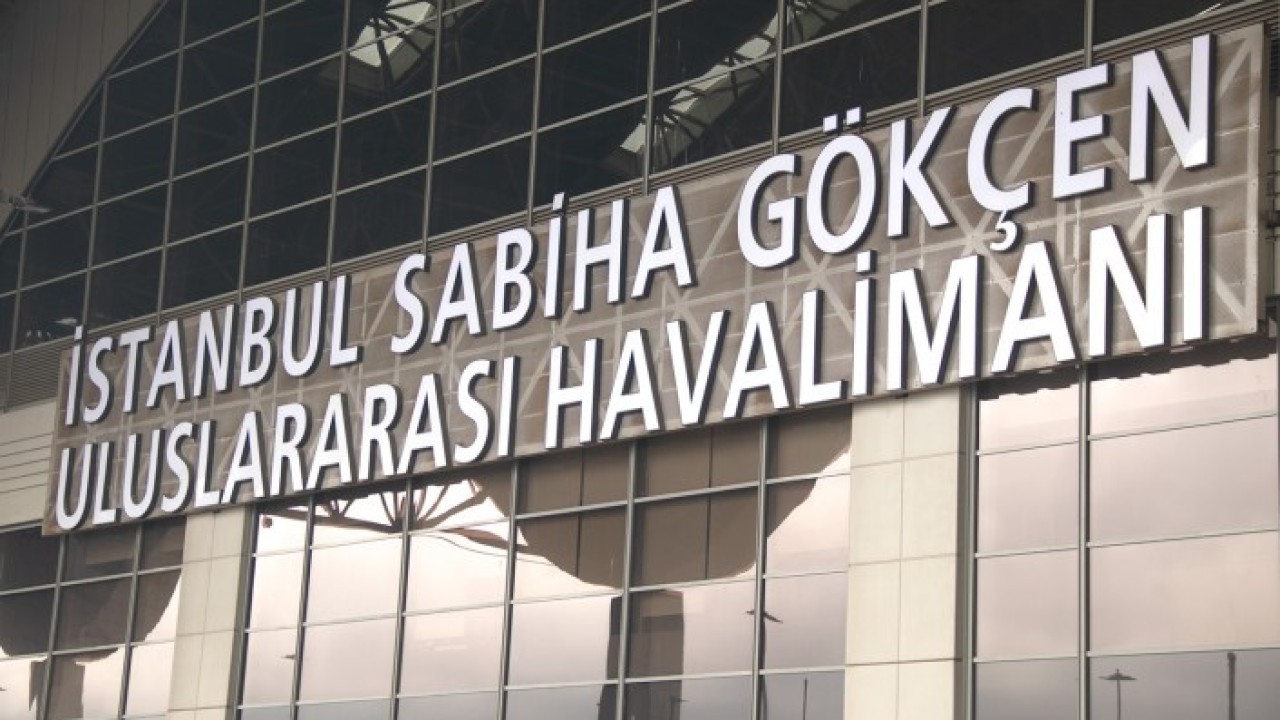 İSTANBUL SABİHA GÖKÇEN
ULUSLARARASI HAVALİMANI